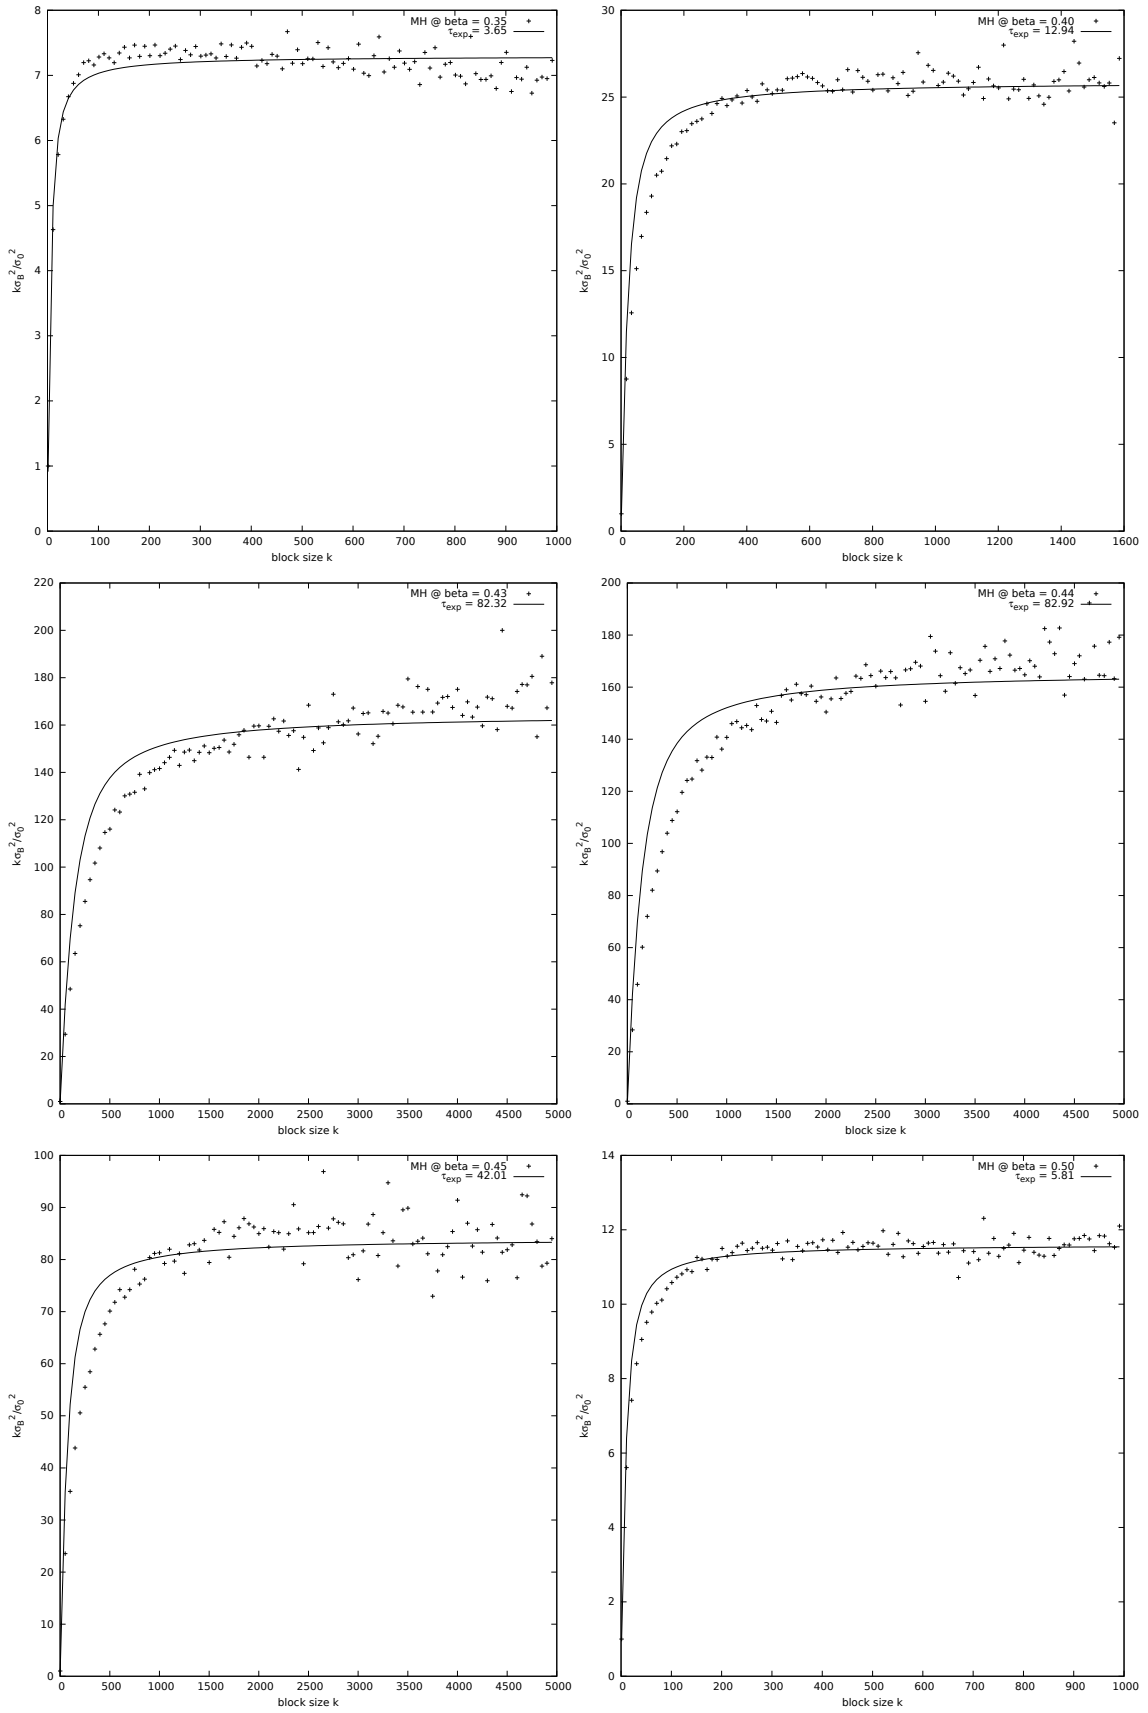 MH @ beta = 0.35
τexp = 3.65
kσB²/σ0²
0 1 2 3 4 5 6 7 8
0 100 200 300 400 500 600 700 800 900 1000
block size k
MH @ beta = 0.40
τexp = 12.94
kσB²/σ0²
0 5 10 15 20 25 30
0 200 400 600 800 1000 1200 1400 1600
block size k
MH @ beta = 0.43
τexp = 82.32
kσB²/σ0²
0 20 40 60 80 100 120 140 160 180 200 220
0 500 1000 1500 2000 2500 3000 3500 4000 4500 5000
block size k
MH @ beta = 0.44
τexp = 82.92
kσB²/σ0²
0 20 40 60 80 100 120 140 160 180 200
0 500 1000 1500 2000 2500 3000 3500 4000 4500 5000
block size k
MH @ beta = 0.45
τexp = 42.01
kσB²/σ0²
0 10 20 30 40 50 60 70 80 90 100
0 500 1000 1500 2000 2500 3000 3500 4000 4500 5000
block size k
MH @ beta = 0.50
τexp = 5.81
kσB²/σ0²
0 2 4 6 8 10 12 14
0 100 200 300 400 500 600 700 800 900 1000
block size k